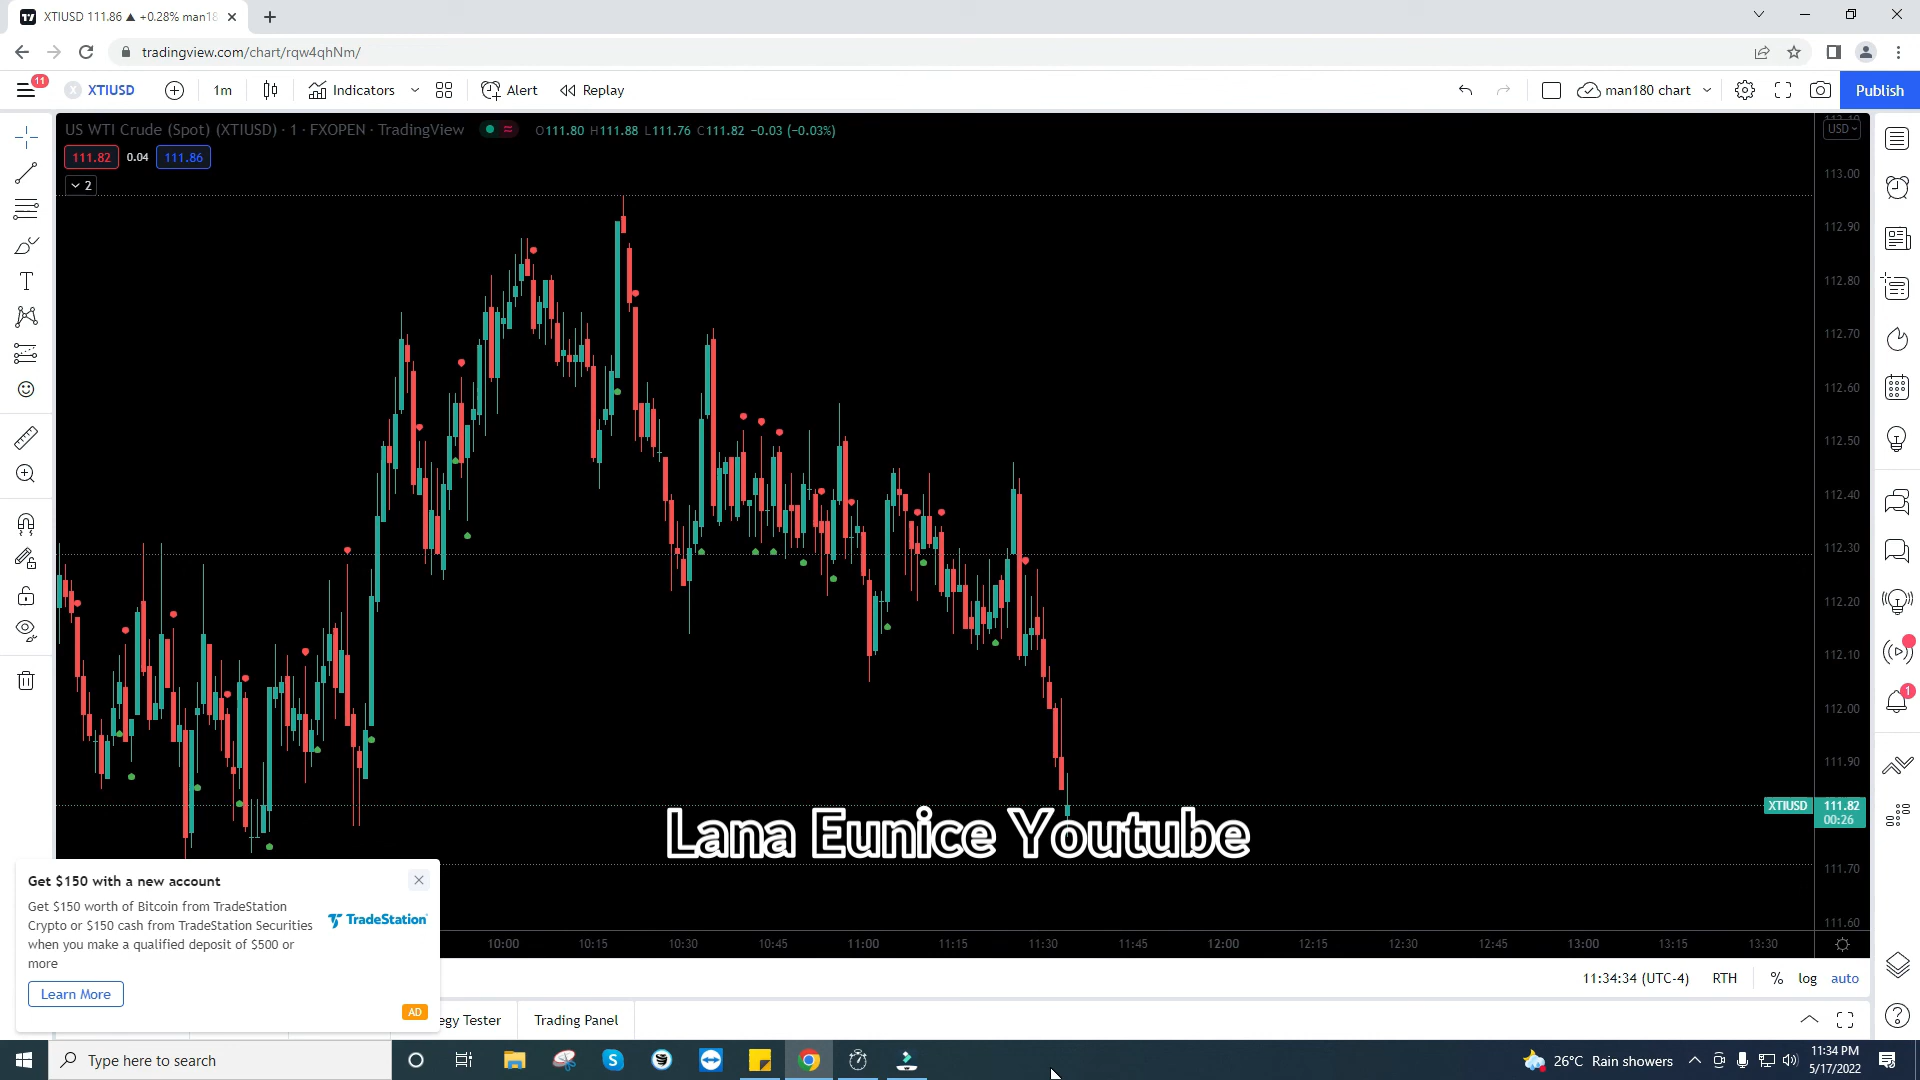 XTIUSD 111.86 ▲ +0.28% man18
tradingview.com/chart/rqw4qhNm/
11
XTIUSD
1m
Indicators
Alert
Replay
man180 chart
Publish
US WTI Crude (Spot) (XTIUSD) · 1 · FXOPEN · TradingView
O111.80 H111.88 L111.76 C111.82 −0.03 (−0.03%)
USD
111.82
0.04
111.86
2
113.00
112.90
112.80
112.70
112.60
112.50
112.40
112.30
112.20
112.10
112.00
111.90
XTIUSD 111.82
00:26
111.70
111.60
1
Lana Eunice Youtube
Get $150 with a new account
Get $150 worth of Bitcoin from TradeStation
Crypto or $150 cash from TradeStation Securities
when you make a qualified deposit of $500 or
more
TradeStation
Learn More
AD
10:00 10:15 10:30 10:45 11:00 11:15 11:30 11:45 12:00 12:15 12:30 12:45 13:00 13:15 13:30
11:34:34 (UTC-4) RTH % log auto
egy Tester
Trading Panel
Type here to search
26°C Rain showers
11:34 PM
5/17/2022